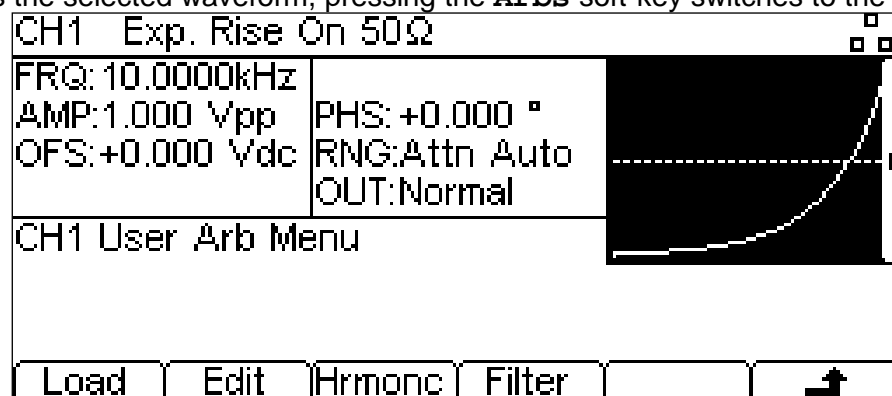 the selected waveform, pressing the Arbs soft-key switches to the
CH1 Exp. Rise On 50Ω
FRQ:10.0000kHz
AMP:1.000 Vpp PHS:+0.000 °
OFS:+0.000 Vdc RNG:Attn Auto
OUT:Normal
CH1 User Arb Menu
Load Edit Hrmonc Filter